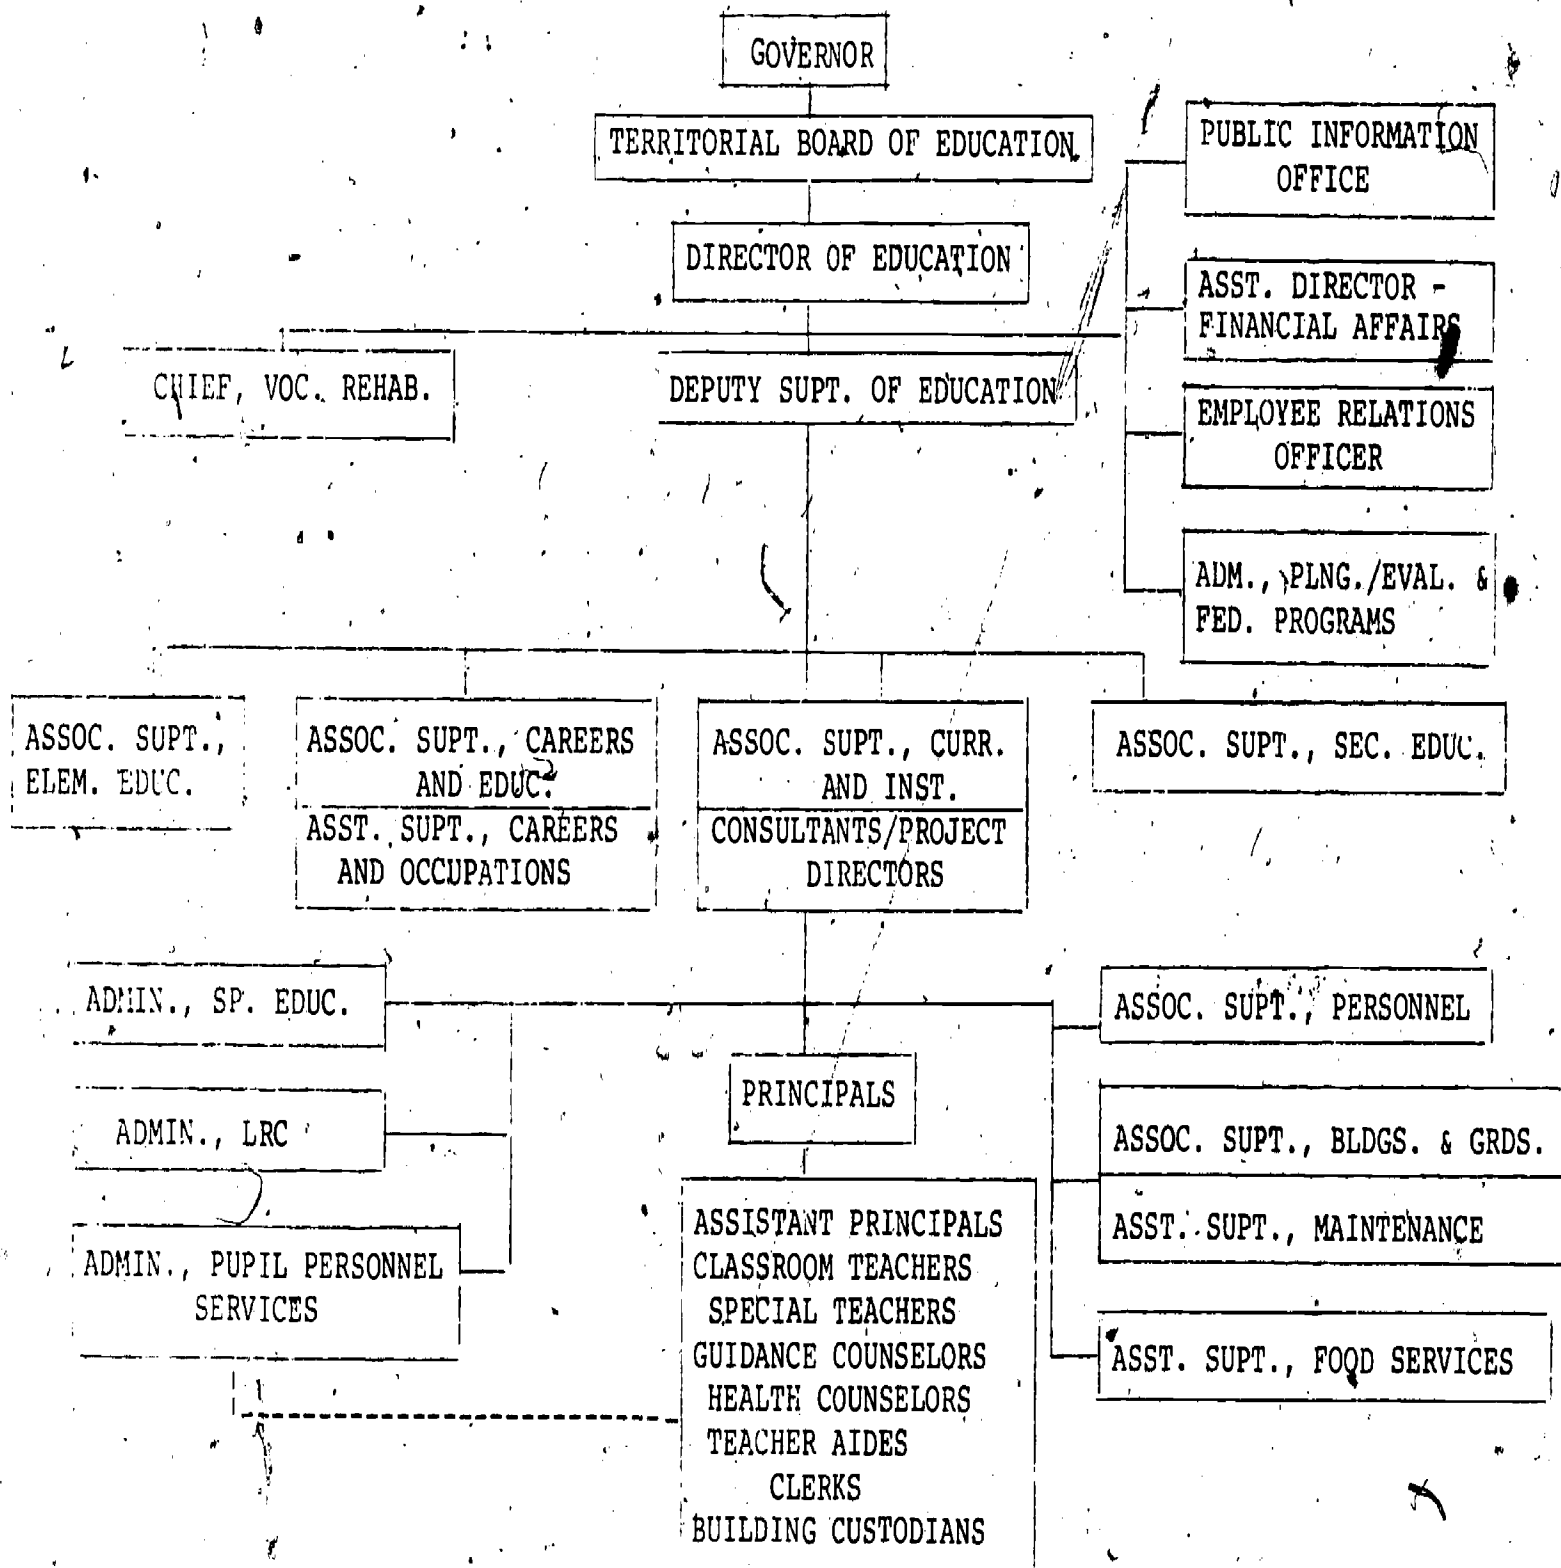 GOVERNOR
TERRITORIAL BOARD OF EDUCATION
PUBLIC INFORMATION
OFFICE
DIRECTOR OF EDUCATION
ASST. DIRECTOR -
FINANCIAL AFFAIRS
CHIEF, VOC. REHAB.
DEPUTY SUPT. OF EDUCATION
EMPLOYEE RELATIONS
OFFICER
ADM., PLNG./EVAL. &
FED. PROGRAMS
ASSOC. SUPT.,
ELEM. EDUC.
ASSOC. SUPT., CAREERS
AND EDUC.
ASST. SUPT., CAREERS
AND OCCUPATIONS
ASSOC. SUPT., CURR.
AND INST.
CONSULTANTS/PROJECT
DIRECTORS
ASSOC. SUPT., SEC. EDUC.
ADMIN., SP. EDUC.
ASSOC. SUPT., PERSONNEL
PRINCIPALS
ADMIN., LRC
ASSOC. SUPT., BLDGS. & GRDS.
ASST. SUPT., MAINTENANCE
ADMIN., PUPIL PERSONNEL
SERVICES
ASSISTANT PRINCIPALS
CLASSROOM TEACHERS
SPECIAL TEACHERS
GUIDANCE COUNSELORS
HEALTH COUNSELORS
TEACHER AIDES
CLERKS
BUILDING CUSTODIANS
ASST. SUPT., FOOD SERVICES